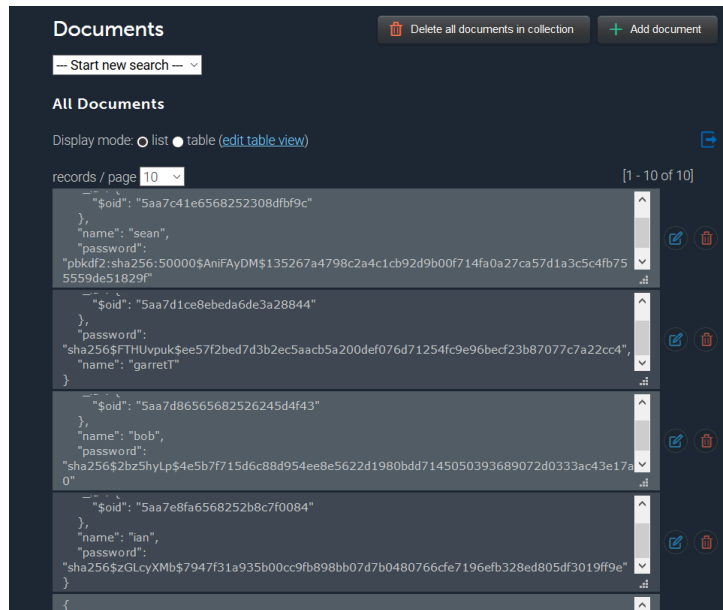 Documents
Delete all documents in collection
Add document
--- Start new search ---
All Documents
Display mode: list table (edit table view)
records / page 10
[1 - 10 of 10]
"$oid": "5aa7c41e6568252308dfbf9c"
},
"name": "sean",
"password":
"pbkdf2:sha256:50000$AniFAyDM$135267a4798c2a4c1cb92d9b00f714fa0a27ca57d1a3c5c4fb75
5559de51829f"
"$oid": "5aa7d1ce8ebeda6de3a28844"
},
"password":
"sha256$FTHUvpuk$ee57f2bed7d3b2ec5aacb5a200def076d71254fc9e96becf23b87077c7a22cc4",
"name": "garretT"
}
"$oid": "5aa7d86565682526245d4f43"
},
"name": "bob",
"password":
"sha256$2bz5hyLp$4e5b7f715d6c88d954ee8e5622d1980bdd7145050393689072d0333ac43e17a
0"
"$oid": "5aa7e8fa6568252b8c7f0084"
},
"name": "ian",
"password":
"sha256$zGLcyXMb$7947f31a935b00cc9fb898bb07d7b0480766cfe7196efb328ed805df3019ff9e"
}
{